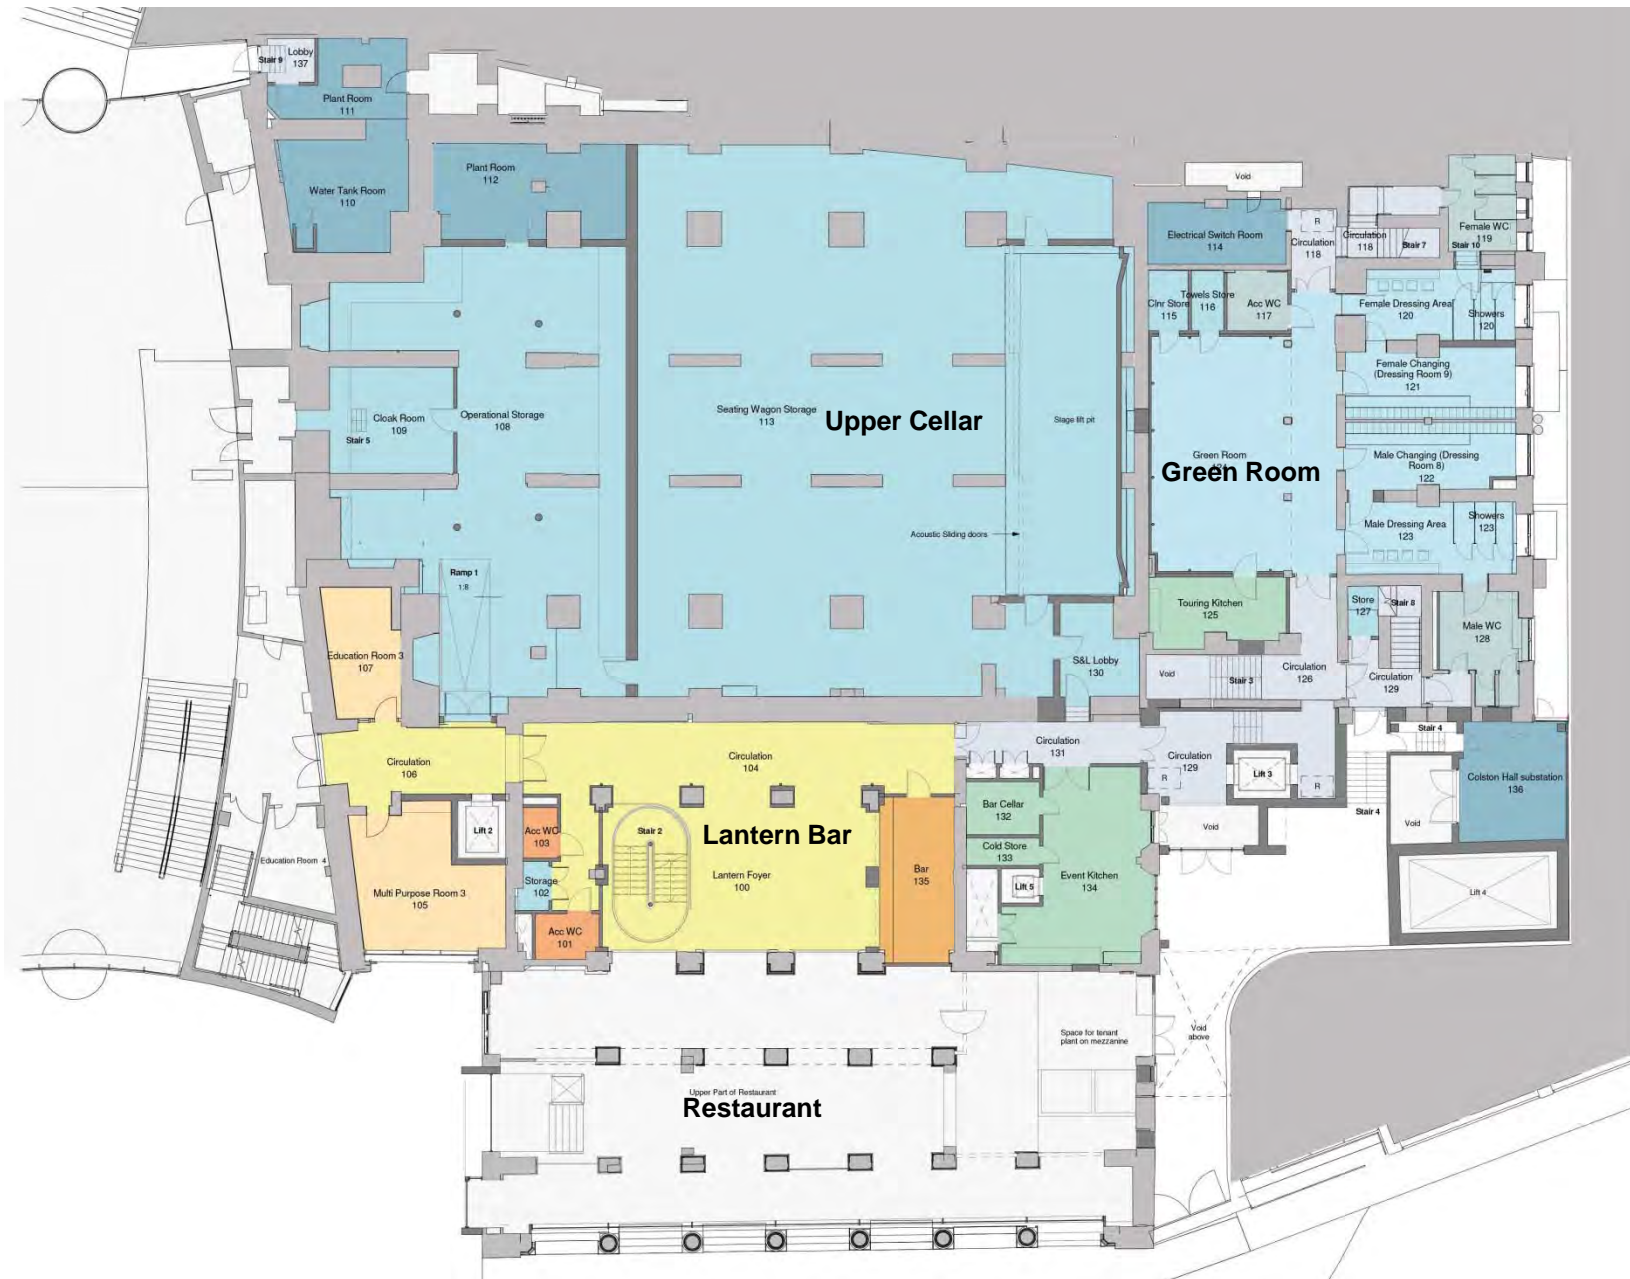 Lobby
137
Stair 9
Plant Room
111
Plant Room
112
Water Tank Room
110
Void
Electrical Switch Room
114
R
Circulation
118
Circulation
118
Stair 7
Female WC
119
Stair 10
Clnr Store
115
Towels Store
116
Acc WC
117
Female Dressing Area
120
Showers
120
Female Changing
(Dressing Room 9)
121
Cloak Room
109
Stair 5
Operational Storage
108
Seating Wagon Storage
113
Upper Cellar
Stage lift pit
Green Room
Green Room
Male Changing (Dressing
Room 8)
122
Male Dressing Area
123
Showers
123
Acoustic Sliding doors
Ramp 1
1:8
Touring Kitchen
125
Store
127
Stair 8
Male WC
128
Education Room 3
107
S&L Lobby
130
Void
Stair 3
Circulation
126
Circulation
129
Stair 4
Circulation
106
Circulation
104
Circulation
131
Circulation
129
R
Lift 3
R
Colston Hall substation
136
Stair 4
Void
Void
Bar Cellar
132
Lift 2
Acc WC
103
Stair 2
Lantern Bar
Cold Store
133
Education Room 4
Multi Purpose Room 3
105
Storage
102
Lantern Foyer
100
Bar
135
Lift 5
Event Kitchen
134
Lift 4
Acc WC
101
Space for tenant
plant on mezzanine
Void
above
Upper Part of Restaurant
Restaurant